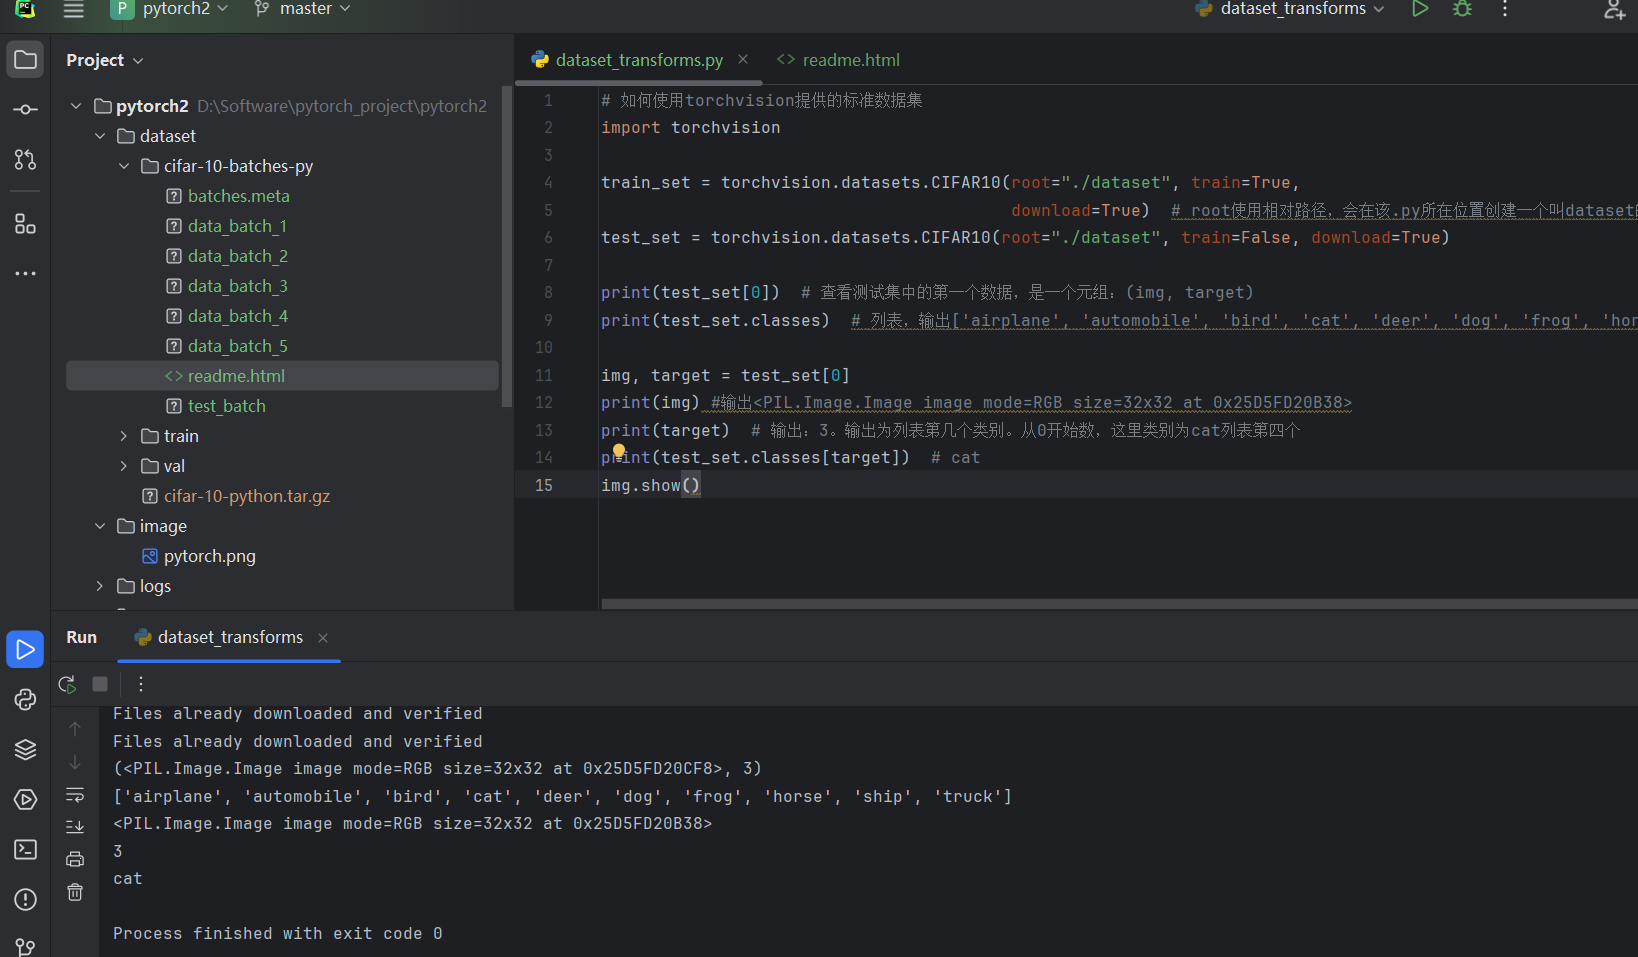 PC
P pytorch2 master dataset_transforms
Project
dataset_transforms.py readme.html
pytorch2 D:\Software\pytorch_project\pytorch2
dataset
cifar-10-batches-py
batches.meta
data_batch_1
data_batch_2
data_batch_3
data_batch_4
data_batch_5
readme.html
test_batch
train
val
cifar-10-python.tar.gz
image
pytorch.png
logs
1 # 如何使用torchvision提供的标准数据集
2 import torchvision
3
4 train_set = torchvision.datasets.CIFAR10(root="./dataset", train=True,
5 download=True) # root使用相对路径，会在该.py所在位置创建一个叫dataset的
6 test_set = torchvision.datasets.CIFAR10(root="./dataset", train=False, download=True)
7
8 print(test_set[0]) # 查看测试集中的第一个数据，是一个元组：(img, target)
9 print(test_set.classes) # 列表，输出['airplane', 'automobile', 'bird', 'cat', 'deer', 'dog', 'frog', 'hor
10
11 img, target = test_set[0]
12 print(img) #输出<PIL.Image.Image image mode=RGB size=32x32 at 0x25D5FD20B38>
13 print(target) # 输出：3。输出为列表第几个类别。从0开始数，这里类别为cat列表第四个
14 print(test_set.classes[target]) # cat
15 img.show()
Run dataset_transforms
Files already downloaded and verified
Files already downloaded and verified
(<PIL.Image.Image image mode=RGB size=32x32 at 0x25D5FD20CF8>, 3)
['airplane', 'automobile', 'bird', 'cat', 'deer', 'dog', 'frog', 'horse', 'ship', 'truck']
<PIL.Image.Image image mode=RGB size=32x32 at 0x25D5FD20B38>
3
cat
Process finished with exit code 0